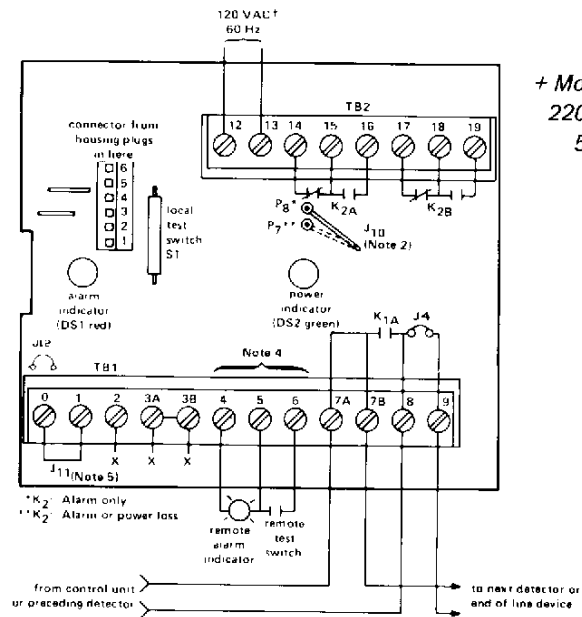 120 VAC†
60 Hz
+ Mo
220
5
TB2
12 13 14 15 16 17 18 19
connector from
housing plugs
in here
6
5
4
3
2
1
local
test
switch
S1
K2A
K2B
P8*
P7**
J10
(Note 2)
alarm
indicator
(DS1 red)
power
indicator
(DS2 green)
K1A
J4
J12
TB1
Note 4
0 1 2 3A 3B 4 5 6 7A 7B 8 9
J11 (Note 5)
X X X
*K2: Alarm only
**K2: Alarm or power loss
remote
alarm
indicator
remote
test
switch
from control unit
or preceding detector
to next detector or
end of line device